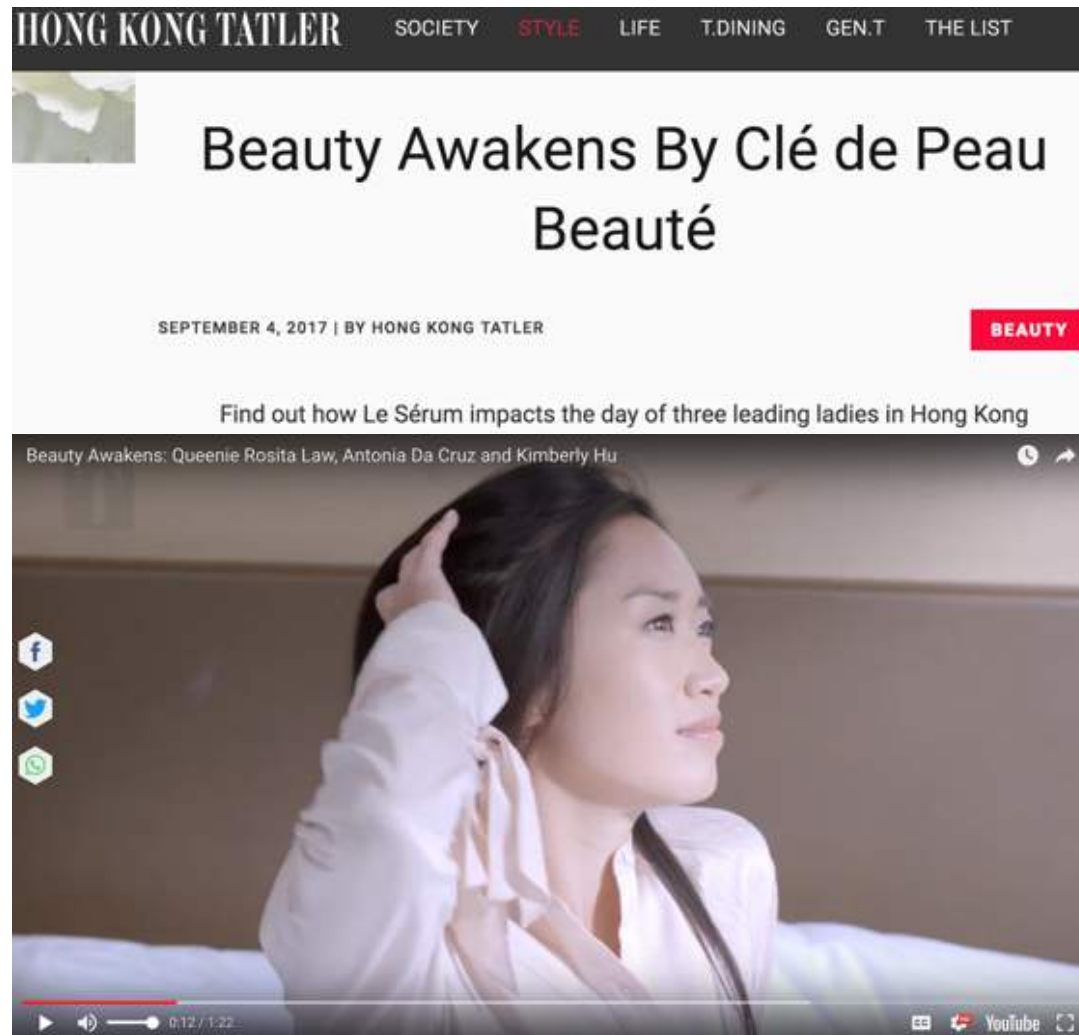 HONG KONG TATLER SOCIETY STYLE LIFE T.DINING GEN.T THE LIST
Beauty Awakens By Clé de Peau
Beauté
SEPTEMBER 4, 2017 | BY HONG KONG TATLER
BEAUTY
Find out how Le Sérum impacts the day of three leading ladies in Hong Kong
Beauty Awakens: Queenie Rosita Law, Antonia Da Cruz and Kimberly Hu
0:12 / 1:22
CC
YouTube